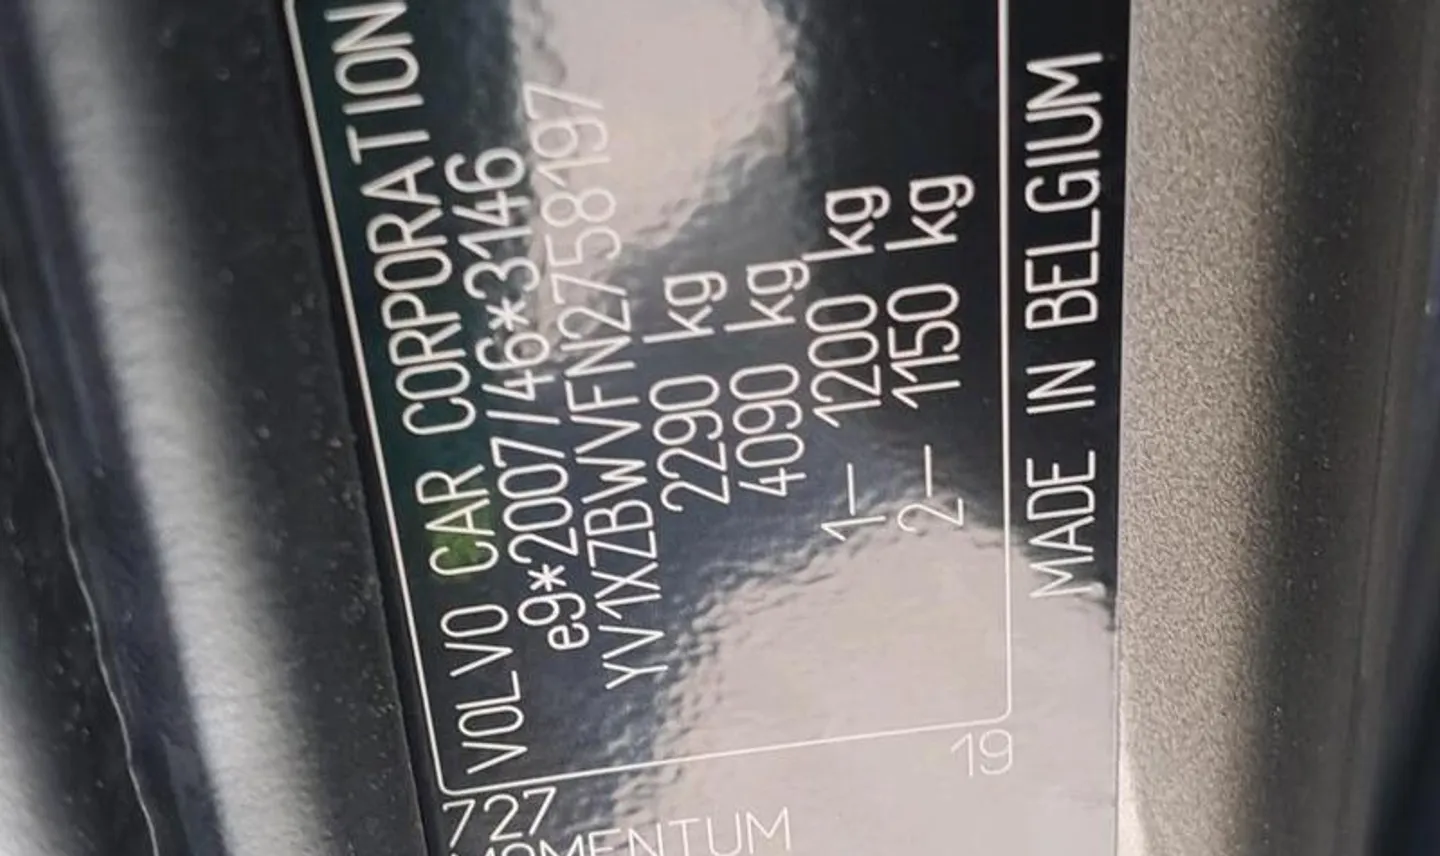 VOLVO CAR CORPORATION
e9*2007/46*3146
YV1XZBWVFN2758197
2290 kg
4090 kg
1- 1200 kg
2- 1150 kg
MADE IN BELGIUM
727
19
MOMENTUM